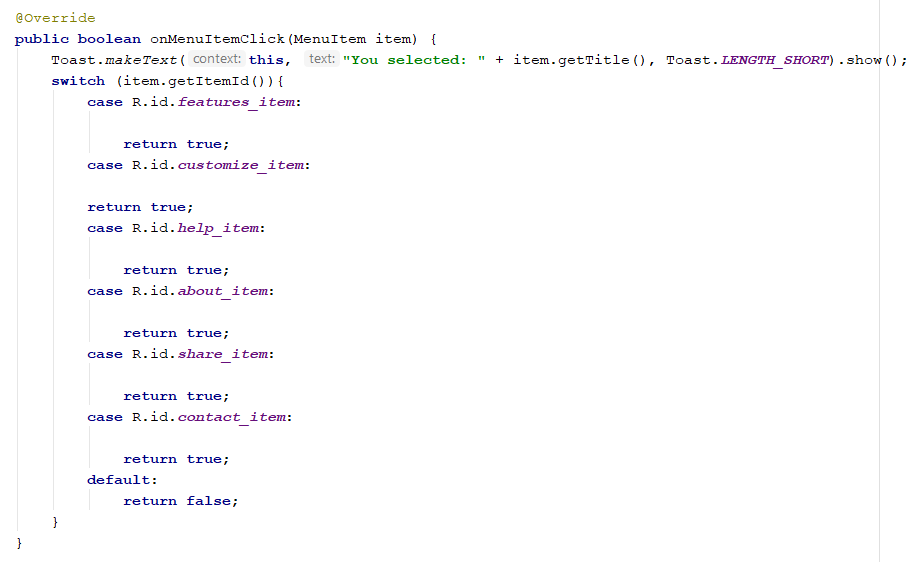 @Override
public boolean onMenuItemClick(MenuItem item) {
    Toast.makeText( context: this,  text: "You selected: " + item.getTitle(), Toast.LENGTH_SHORT).show();
    switch (item.getItemId()){
        case R.id.features_item:

            return true;
        case R.id.customize_item:

        return true;
        case R.id.help_item:

            return true;
        case R.id.about_item:

            return true;
        case R.id.share_item:

            return true;
        case R.id.contact_item:

            return true;
        default:
            return false;
    }
}